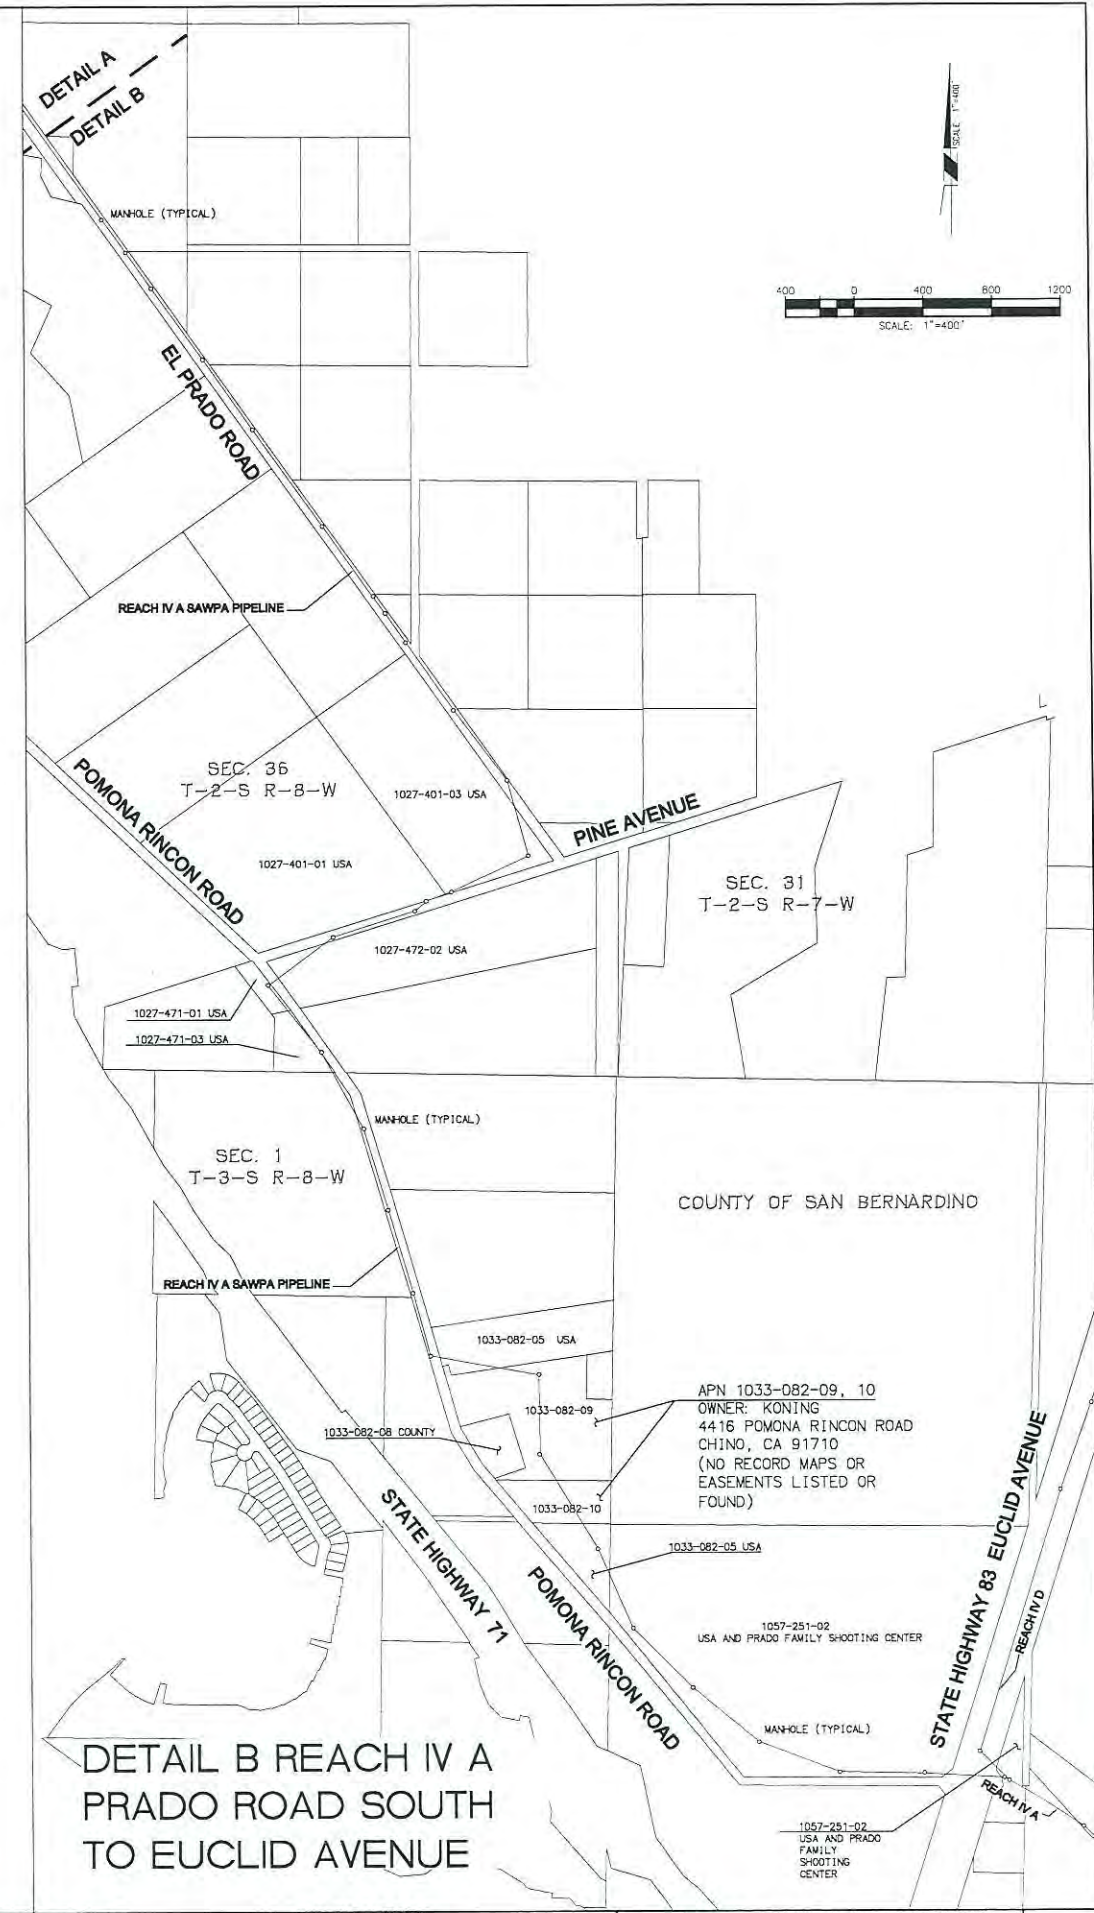 DETAIL A
DETAIL B
SCALE 1"=400'
MANHOLE (TYPICAL)
400 0 400 800 1200
SCALE: 1"=400'
EL PRADO ROAD
REACH IV A SAWPA PIPELINE
POMONA RINCON ROAD
SEC. 36
T-2-S R-8-W
1027-401-03 USA
PINE AVENUE
1027-401-01 USA
SEC. 31
T-2-S R-7-W
1027-472-02 USA
1027-471-01 USA
1027-471-03 USA
MANHOLE (TYPICAL)
SEC. 1
T-3-S R-8-W
COUNTY OF SAN BERNARDINO
REACH IV A SAWPA PIPELINE
1033-082-05 USA
APN 1033-082-09, 10
OWNER: KONING
4416 POMONA RINCON ROAD
CHINO, CA 91710
(NO RECORD MAPS OR
EASEMENTS LISTED OR
FOUND)
1033-082-09
1033-082-08 COUNTY
1033-082-10
STATE HIGHWAY 71
1033-082-05 USA
POMONA RINCON ROAD
1057-251-02
USA AND PRADO FAMILY SHOOTING CENTER
STATE HIGHWAY 83 EUCLID AVENUE
REACH IV D
MANHOLE (TYPICAL)
REACH IV A
1057-251-02
USA AND PRADO
FAMILY
SHOOTING
CENTER
DETAIL B REACH IV A
PRADO ROAD SOUTH
TO EUCLID AVENUE